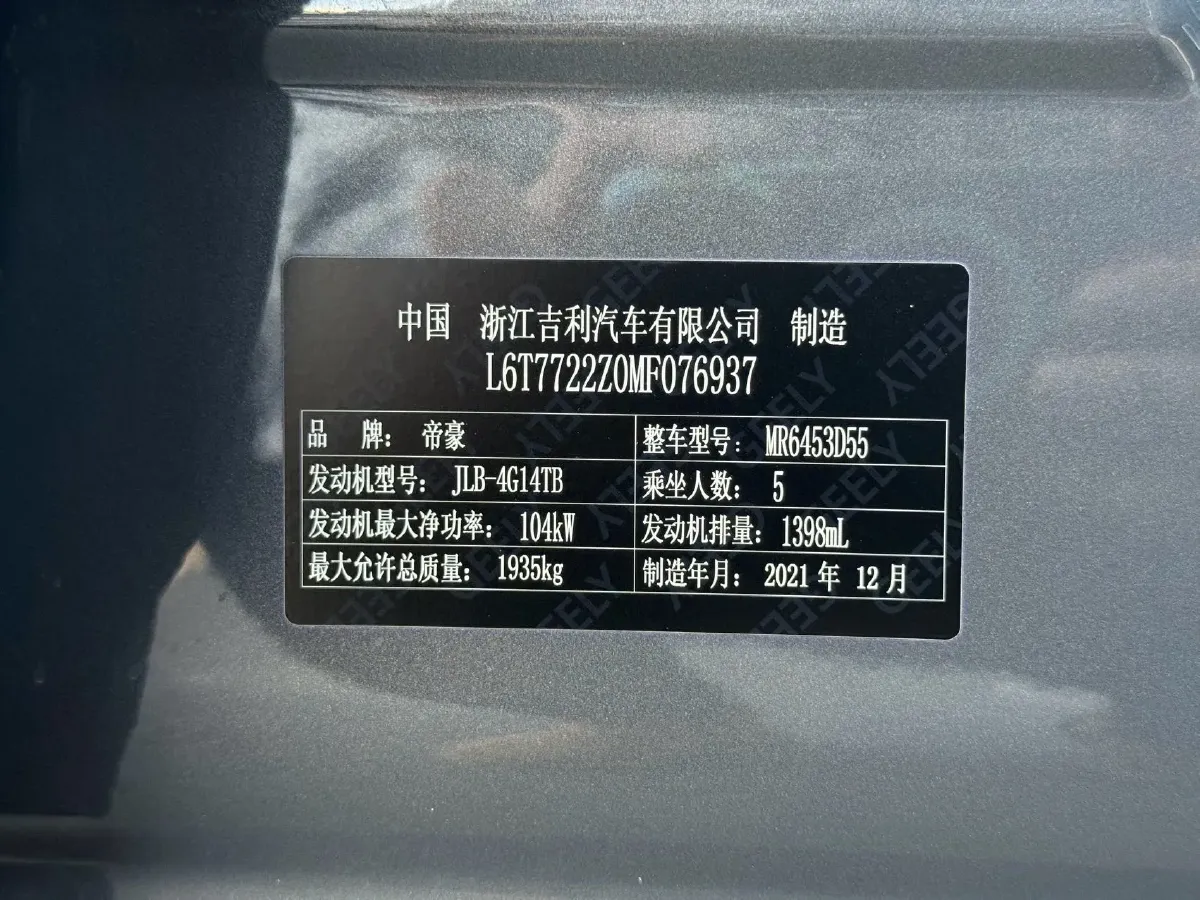 中国 浙江吉利汽车有限公司 制造
L6T7722Z0MF076937
品 牌： 帝豪 整车型号： MR6453D55
发动机型号： JLB-4G14TB 乘坐人数： 5
发动机最大净功率： 104kW 发动机排量： 1398mL
最大允许总质量： 1935kg 制造年月： 2021 年 12 月